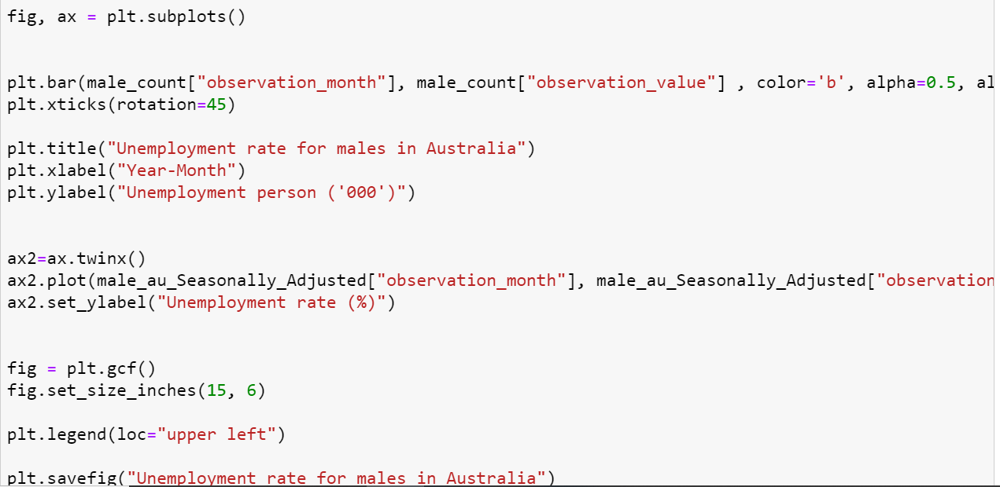 fig, ax = plt.subplots()
plt.bar(male_count["observation_month"], male_count["observation_value"] , color='b', alpha=0.5, al
plt.xticks(rotation=45)
plt.title("Unemployment rate for males in Australia")
plt.xlabel("Year-Month")
plt.ylabel("Unemployment person ('000')")
ax2=ax.twinx()
ax2.plot(male_au_Seasonally_Adjusted["observation_month"], male_au_Seasonally_Adjusted["observation
ax2.set_ylabel("Unemployment rate (%)")
fig = plt.gcf()
fig.set_size_inches(15, 6)
plt.legend(loc="upper left")
plt.savefig("Unemployment rate for males in Australia")